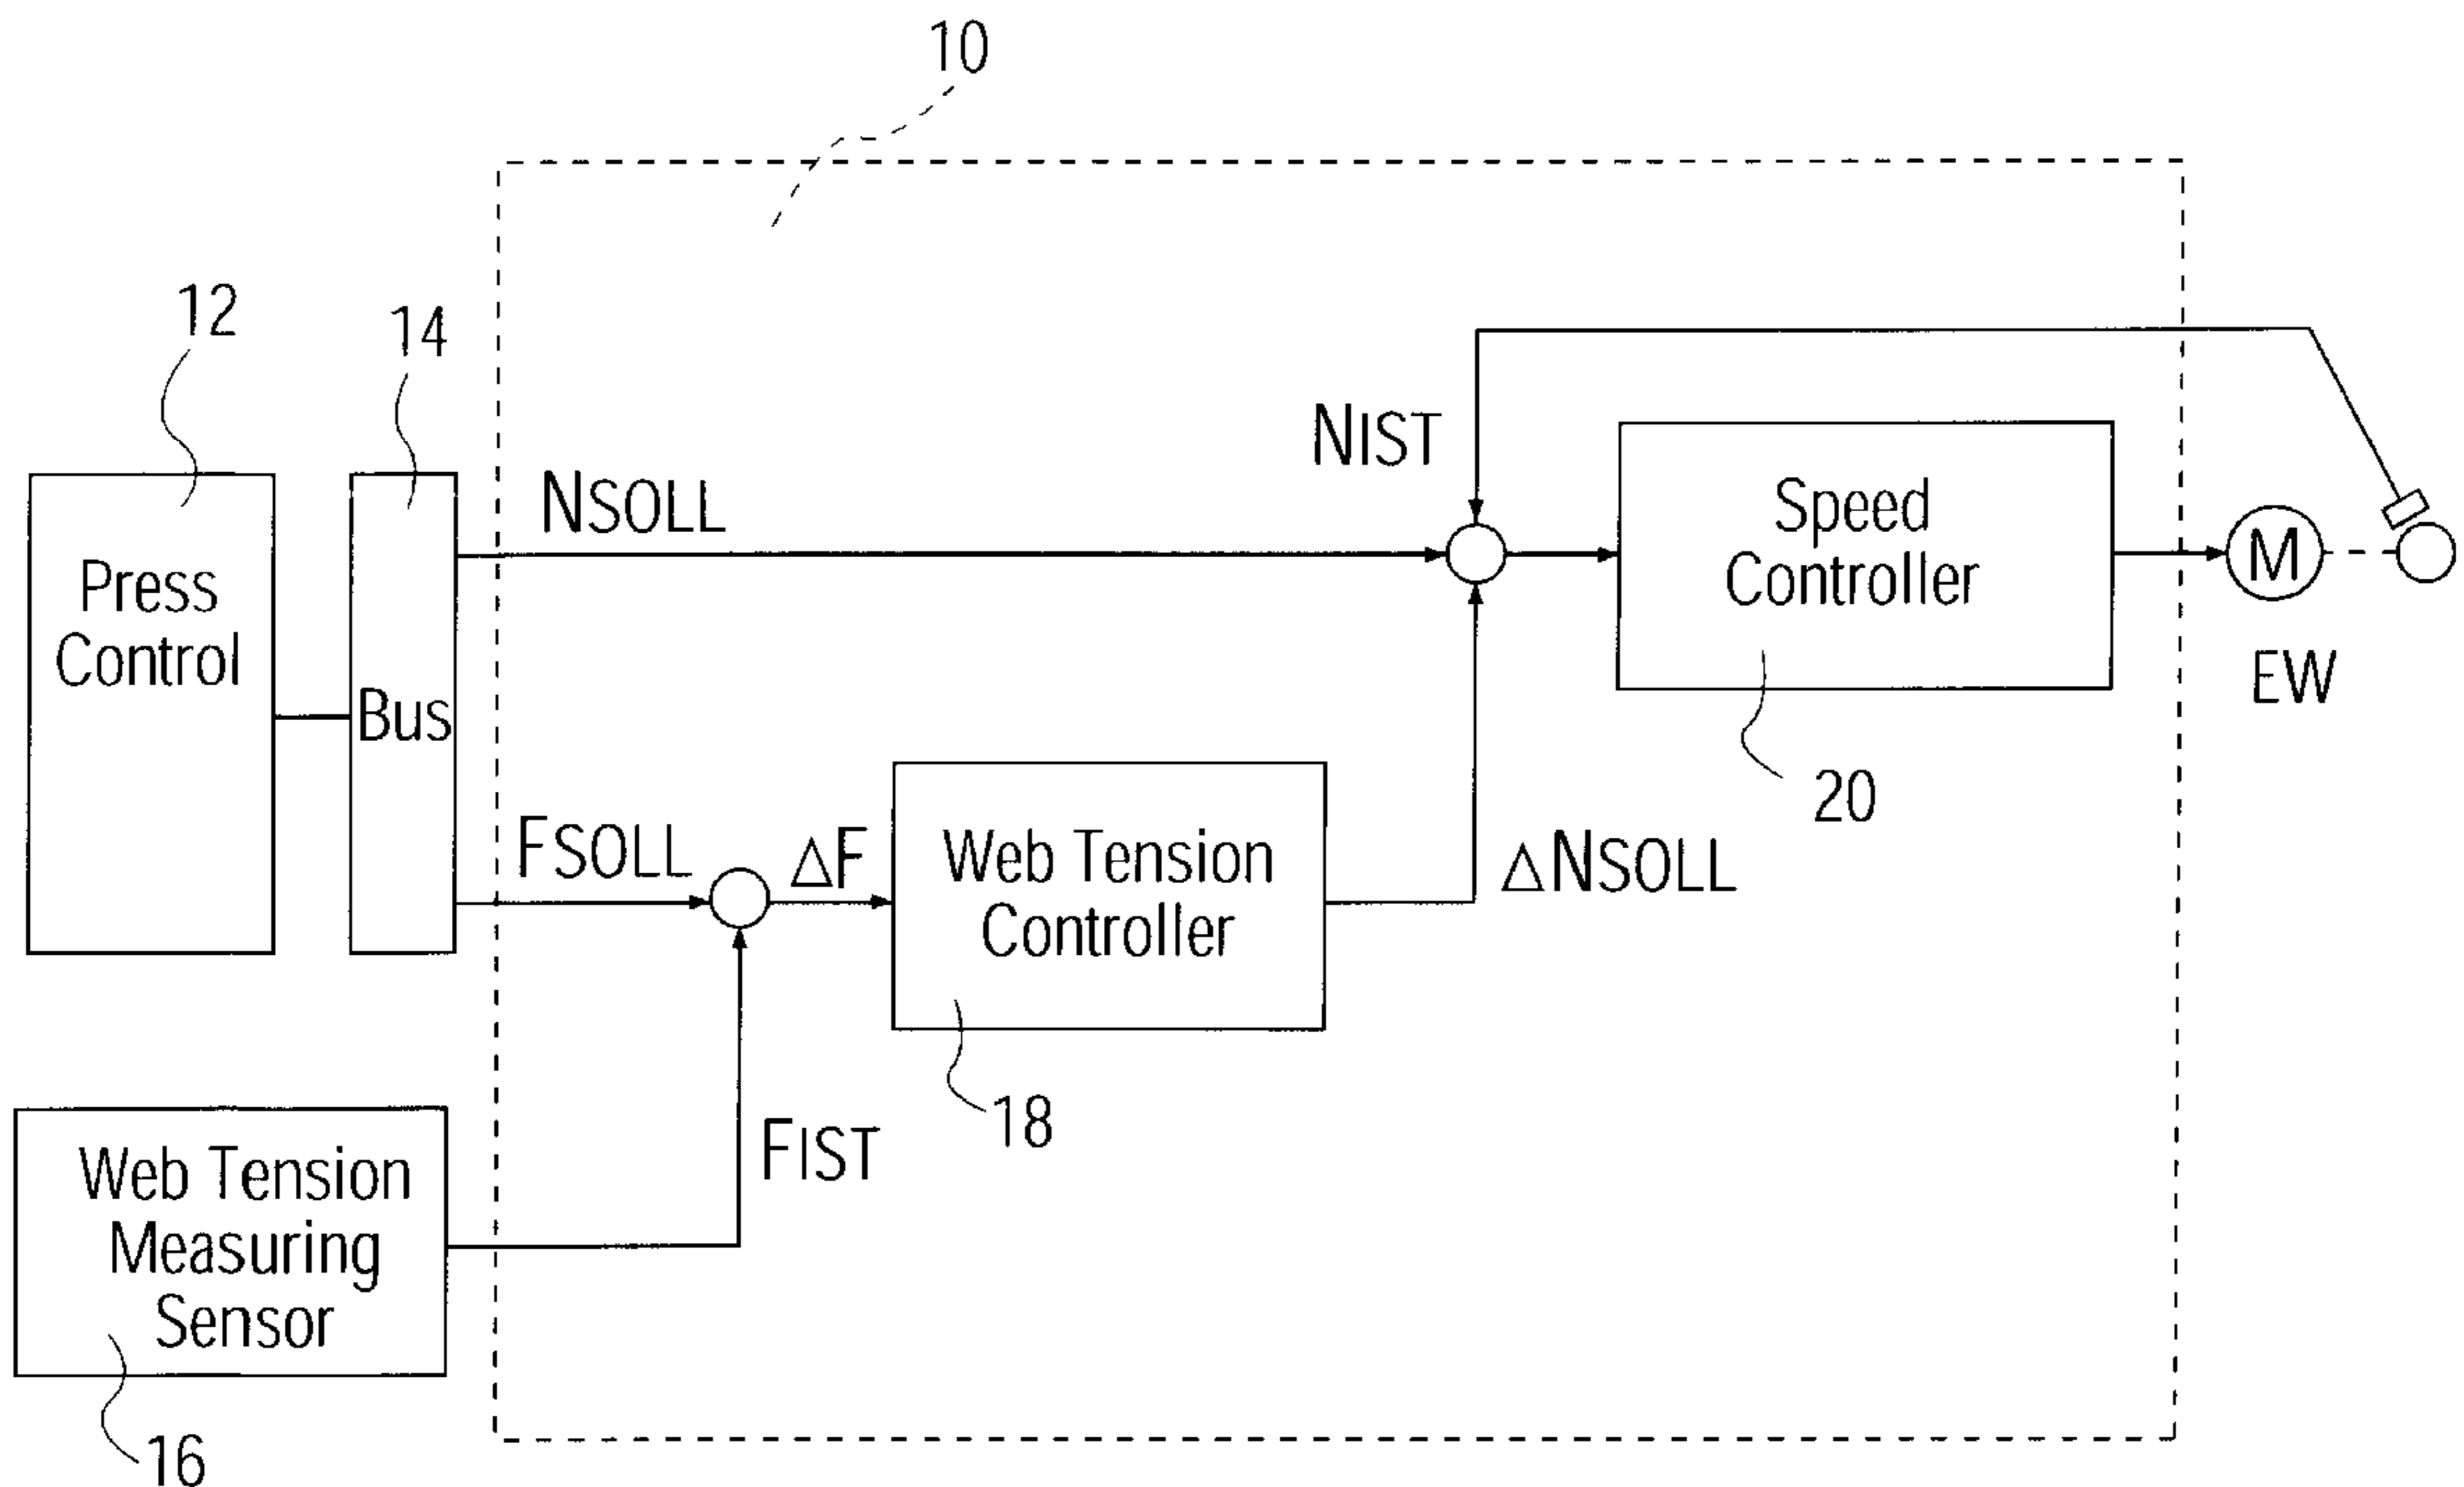 10
12
14
NIST
NSOLL
Speed
Controller
Press
Control
M
Bus
EW
20
FSOLL
ΔF
Web Tension
Controller
ΔNSOLL
18
FIST
Web Tension
Measuring
Sensor
16